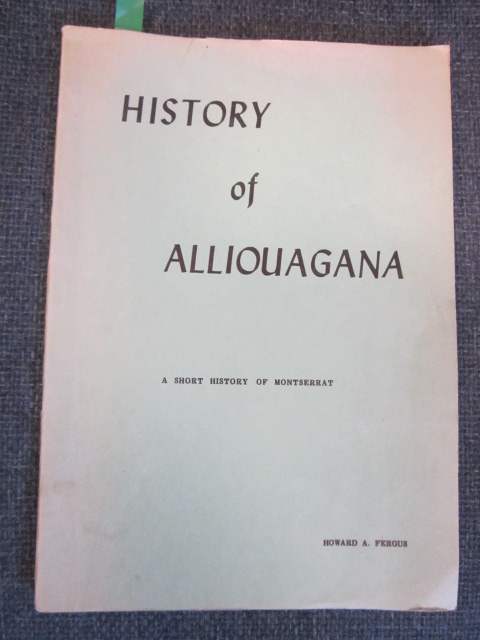 HISTORY
of
ALLIOUAGANA
A SHORT HISTORY OF MONTSERRAT
HOWARD A. FERGUS